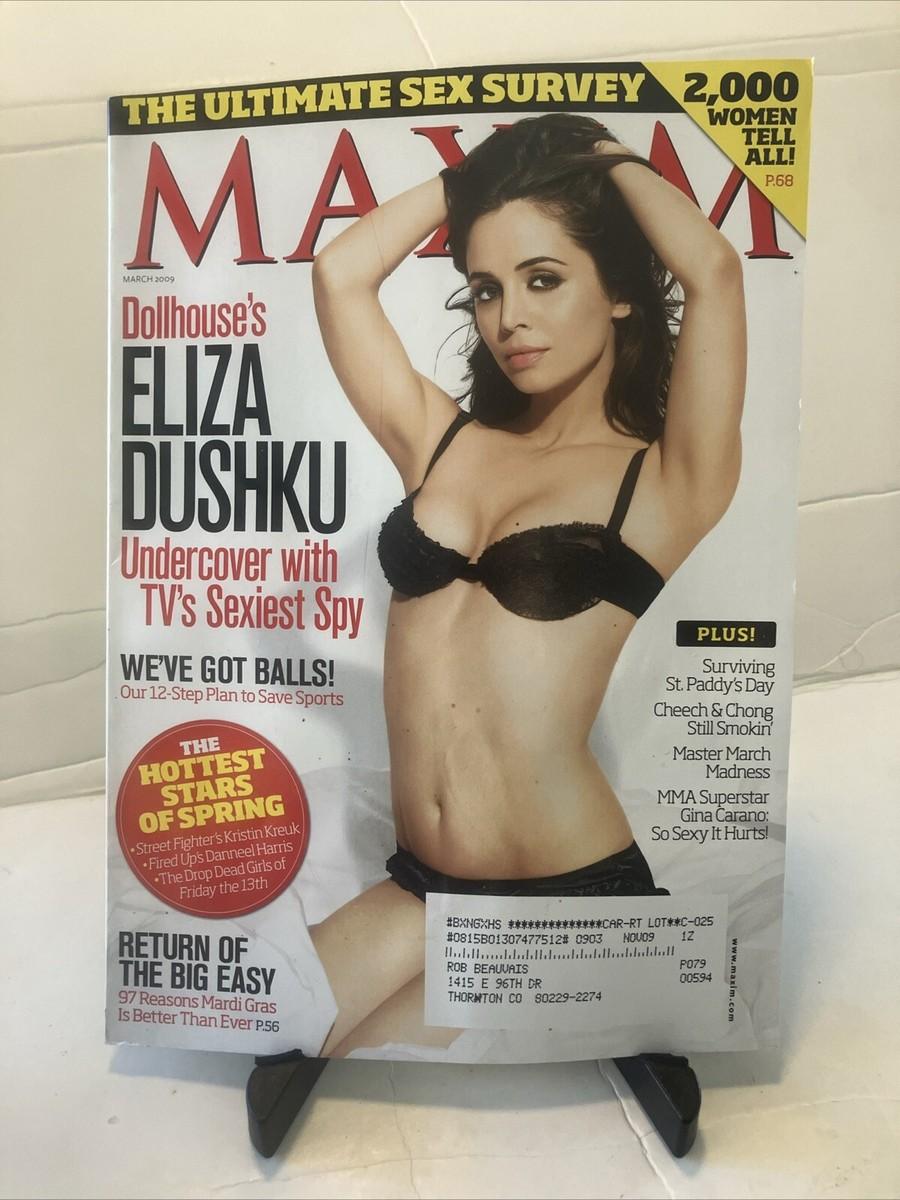 THE ULTIMATE SEX SURVEY
2,000
WOMEN
TELL
ALL!
P.68
MAXIM
MARCH 2009
Dollhouse's
ELIZA
DUSHKU
Undercover with
TV's Sexiest Spy
WE'VE GOT BALLS!
Our 12-Step Plan to Save Sports
THE
HOTTEST
STARS
OF SPRING
•Street Fighter's Kristin Kreuk
•Fired Up's Danneel Harris
•The Drop Dead Girls of
Friday the 13th
RETURN OF
THE BIG EASY
97 Reasons Mardi Gras
Is Better Than Ever P.56
PLUS!
Surviving
St. Paddy's Day
Cheech & Chong
Still Smokin'
Master March
Madness
MMA Superstar
Gina Carano:
So Sexy It Hurts!
#BXNGXHS **************CAR-RT LOT**C-025
#0815B01307477512# 0903 NOV09 1Z
ROB BEAUVAIS P079
1415 E 96TH DR 00594
THORNTON CO 80229-2274
www.maxim.com